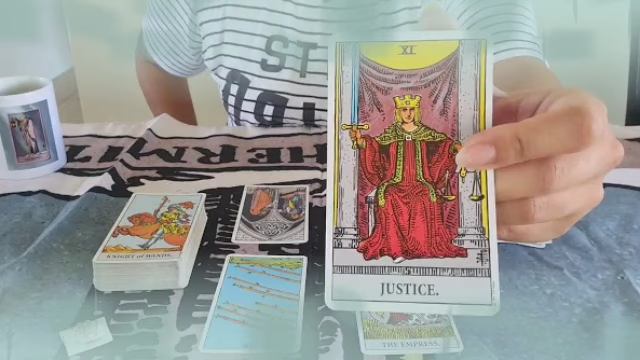 XI
ST
HERMIT
KNIGHT of WANDS.
JUSTICE.
THE EMPRESS.